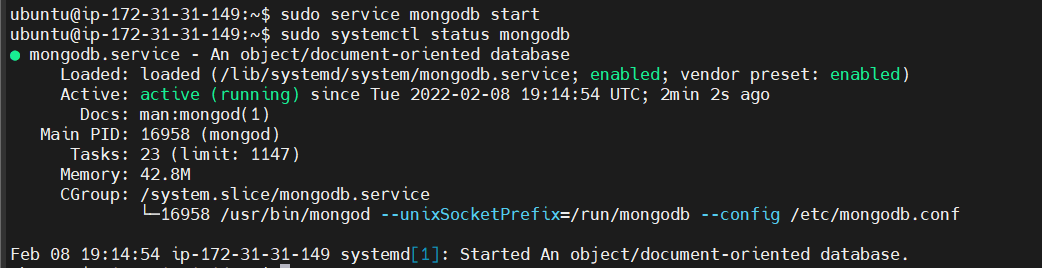 ubuntu@ip-172-31-31-149:~$ sudo service mongodb start
ubuntu@ip-172-31-31-149:~$ sudo systemctl status mongodb
● mongodb.service - An object/document-oriented database
Loaded: loaded (/lib/systemd/system/mongodb.service; enabled; vendor preset: enabled)
Active: active (running) since Tue 2022-02-08 19:14:54 UTC; 2min 2s ago
Docs: man:mongod(1)
Main PID: 16958 (mongod)
Tasks: 23 (limit: 1147)
Memory: 42.8M
CGroup: /system.slice/mongodb.service
└─16958 /usr/bin/mongod --unixSocketPrefix=/run/mongodb --config /etc/mongodb.conf
Feb 08 19:14:54 ip-172-31-31-149 systemd[1]: Started An object/document-oriented database.